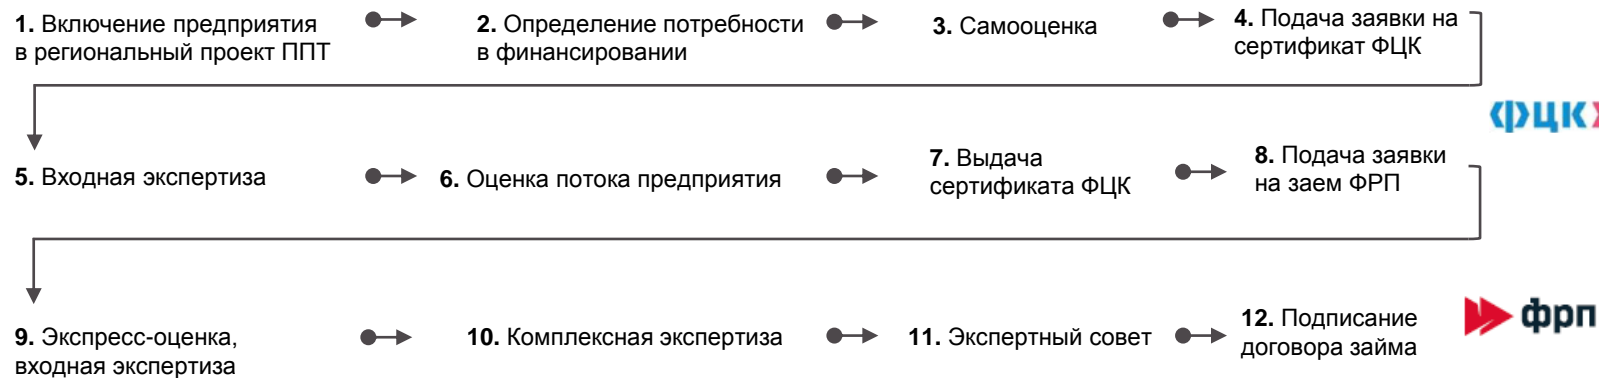 1. Включение предприятия
в региональный проект ППТ
2. Определение потребности
в финансировании
3. Самооценка
4. Подача заявки на
сертификат ФЦК
фцк
5. Входная экспертиза
6. Оценка потока предприятия
7. Выдача
сертификата ФЦК
8. Подача заявки
на заем ФРП
9. Экспресс-оценка,
входная экспертиза
10. Комплексная экспертиза
11. Экспертный совет
12. Подписание
договора займа
фрп